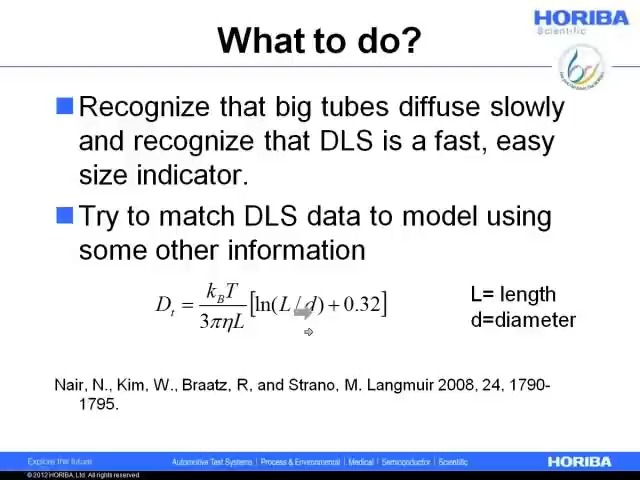 HORIBA
Scientific
What to do?
Recognize that big tubes diffuse slowly
and recognize that DLS is a fast, easy
size indicator.
Try to match DLS data to model using
some other information
D_t = k_BT / 3πηL [ln(L/d) + 0.32]
L= length
d=diameter
Nair, N., Kim, W., Braatz, R, and Strano, M. Langmuir 2008, 24, 1790-
1795.
Explore the future
Automotive Test Systems | Process & Environmental | Medical | Semiconductor | Scientific
HORIBA
© 2012 HORIBA, Ltd. All rights reserved.